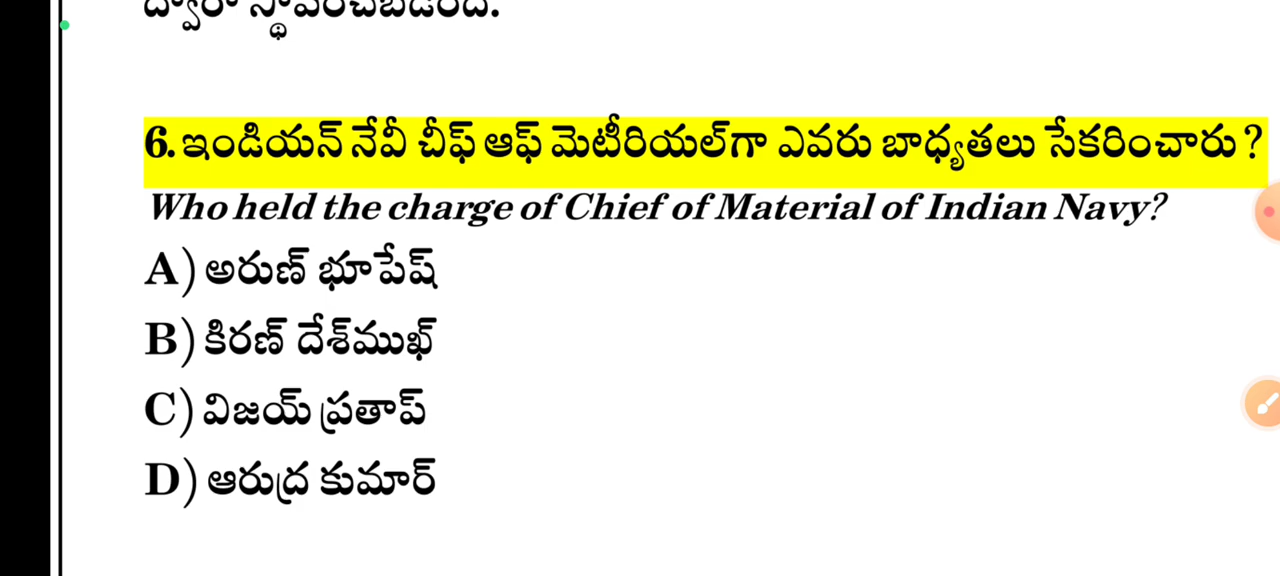 ద్వారా స్థాపించబడింది.
6. ఇండియన్ నేవీ చీఫ్ ఆఫ్ మెటీరియల్‌గా ఎవరు బాధ్యతలు సేకరించారు ?
Who held the charge of Chief of Material of Indian Navy?
A) అరుణ్ భూపేష్
B) కిరణ్ దేశ్‌ముఖ్
C) విజయ్ ప్రతాప్
D) ఆరుద్ర కుమార్